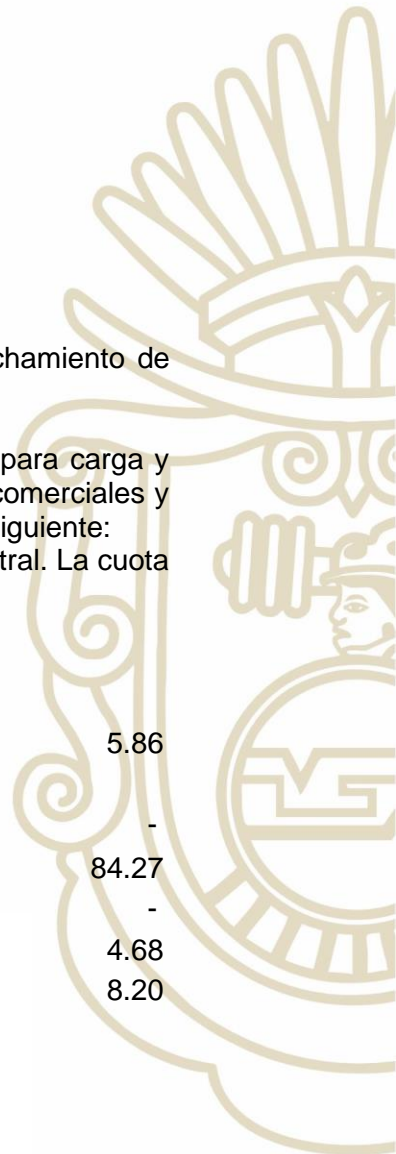 chamiento de
para carga y
comerciales y
iguiente:
tral. La cuota
5.86
-
84.27
-
4.68
8.20